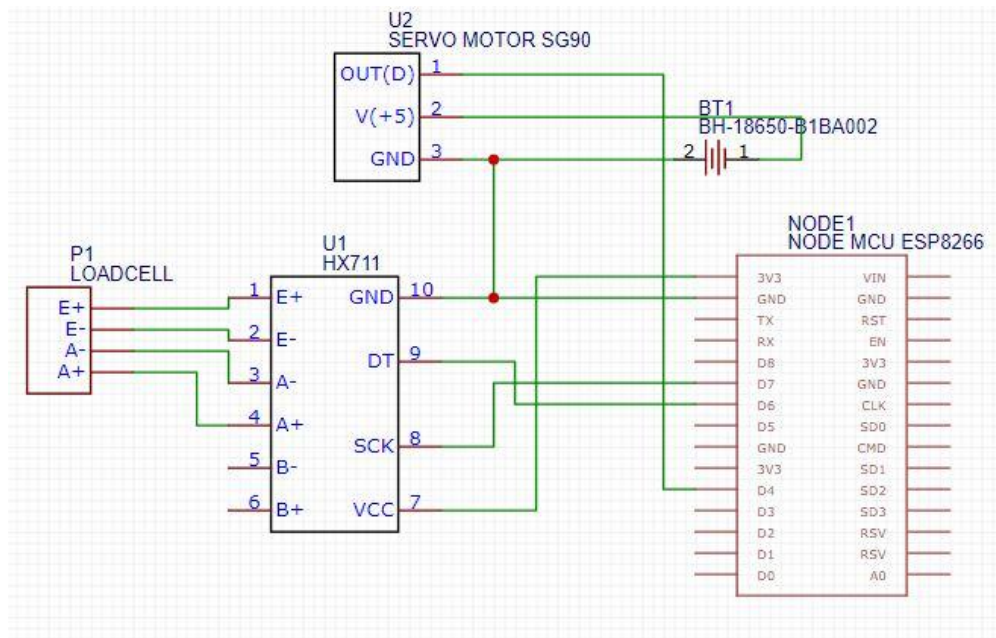 U2
SERVO MOTOR SG90
OUT(D) 1
V(+5) 2
GND 3
BT1
BH-18650-B1BA002
2 1
P1
LOADCELL
E+
E-
A-
A+
U1
HX711
1 E+ GND 10
2 E- DT 9
3 A-
4 A+ SCK 8
5 B-
6 B+ VCC 7
NODE1
NODE MCU ESP8266
3V3 VIN
GND GND
TX RST
RX EN
D8 3V3
D7 GND
D6 CLK
D5 SD0
GND CMD
3V3 SD1
D4 SD2
D3 SD3
D2 RSV
D1 RSV
D0 A0